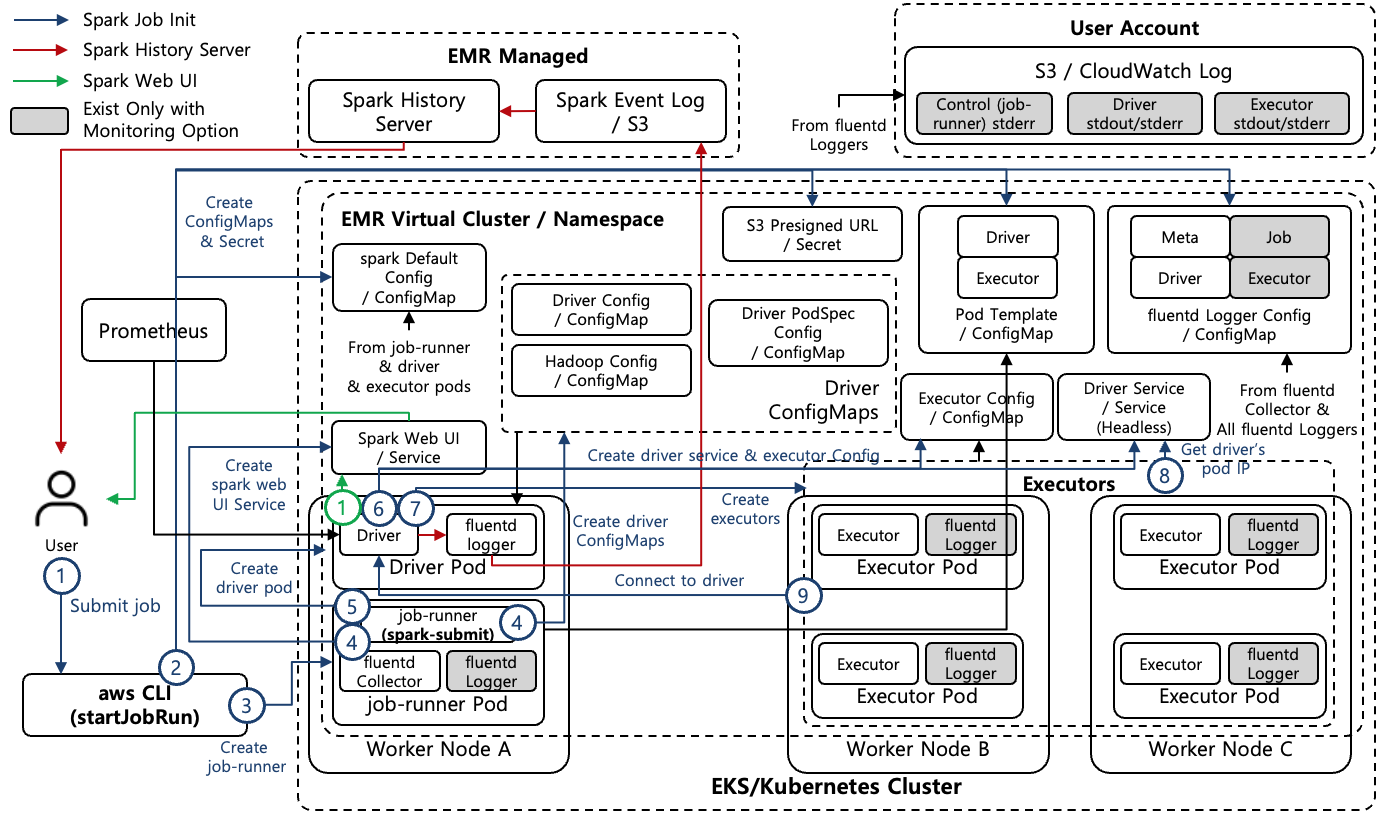 Spark Job Init
Spark History Server
Spark Web UI
Exist Only with
Monitoring Option
EMR Managed
Spark History
Server
Spark Event Log
/ S3
User Account
S3 / CloudWatch Log
Control (job-
runner) stderr
Driver
stdout/stderr
Executor
stdout/stderr
From fluentd
Loggers
Create
ConfigMaps
& Secret
EMR Virtual Cluster / Namespace
spark Default
Config
/ ConfigMap
From job-runner
& driver
& executor pods
S3 Presigned URL
/ Secret
Driver
Executor
Pod Template
/ ConfigMap
Meta
Job
Driver
Executor
fluentd Logger Config
/ ConfigMap
Driver Config
/ ConfigMap
Hadoop Config
/ ConfigMap
Driver PodSpec
Config
/ ConfigMap
Driver
ConfigMaps
Executor Config
/ ConfigMap
Driver Service
/ Service
(Headless)
From fluentd
Collector &
All fluentd Loggers
Prometheus
Spark Web UI
/ Service
Create
spark web
UI Service
Create driver service & executor Config
Get driver's
pod IP
8
Executors
Create
executors
1
6
7
Driver
fluentd
logger
Driver Pod
Create driver
ConfigMaps
Connect to driver
9
User
1
Submit job
Create
driver pod
5
4
4
job-runner
(spark-submit)
fluentd
Collector
fluentd
Logger
job-runner Pod
2
aws CLI
(startJobRun)
3
Create
job-runner
Worker Node A
Executor
fluentd
Logger
Executor Pod
Executor
fluentd
Logger
Executor Pod
Worker Node B
Executor
fluentd
Logger
Executor Pod
Executor
fluentd
Logger
Executor Pod
Worker Node C
EKS/Kubernetes Cluster